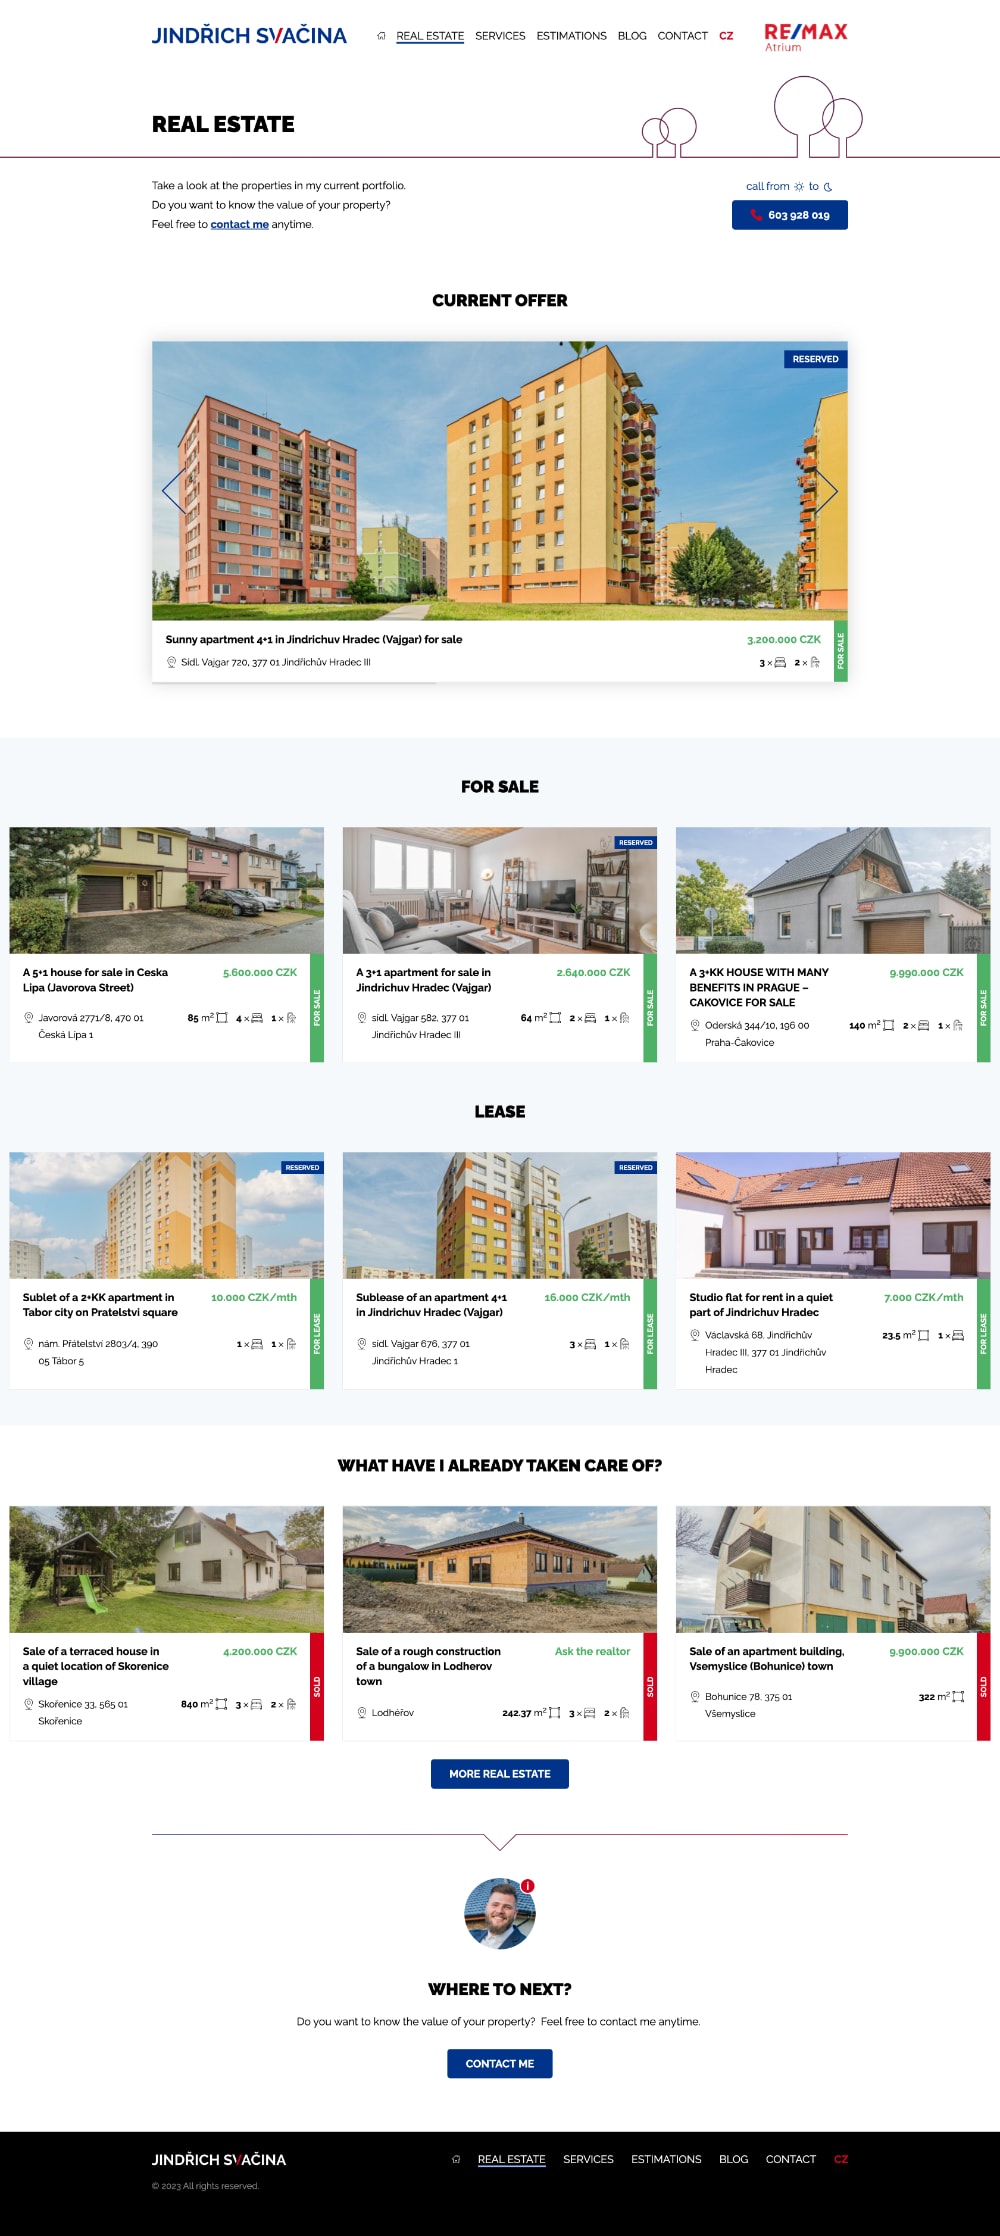 JINDŘICH SVAČINA
REAL ESTATE SERVICES ESTIMATIONS BLOG CONTACT CZ
RE/MAX
Atrium
REAL ESTATE
Take a look at the properties in my current portfolio.
Do you want to know the value of your property?
Feel free to contact me anytime.
call from to
603 928 019
CURRENT OFFER
RESERVED
Sunny apartment 4+1 in Jindrichuv Hradec (Vajgar) for sale
3.200.000 CZK
Sídl. Vajgar 720, 377 01 Jindřichův Hradec III
3 × 2 ×
FOR SALE
FOR SALE
A 5+1 house for sale in Ceska
Lipa (Javorova Street)
5.600.000 CZK
Javorová 2771/8, 470 01
Česká Lípa 1
85 m² 4 × 1 ×
FOR SALE
RESERVED
A 3+1 apartment for sale in
Jindrichuv Hradec (Vajgar)
2.640.000 CZK
sídl. Vajgar 582, 377 01
Jindřichův Hradec III
64 m² 2 × 1 ×
FOR SALE
A 3+KK HOUSE WITH MANY
BENEFITS IN PRAGUE –
CAKOVICE FOR SALE
9.990.000 CZK
Oderská 344/10, 196 00
Praha-Čakovice
140 m² 2 × 1 ×
FOR SALE
LEASE
RESERVED
Sublet of a 2+KK apartment in
Tabor city on Pratelstvi square
10.000 CZK/mth
nám. Přátelství 2803/4, 390
05 Tábor 5
1 × 1 ×
FOR LEASE
RESERVED
Sublease of an apartment 4+1
in Jindrichuv Hradec (Vajgar)
16.000 CZK/mth
sídl. Vajgar 676, 377 01
Jindřichův Hradec 1
3 × 1 ×
FOR LEASE
Studio flat for rent in a quiet
part of Jindrichuv Hradec
7.000 CZK/mth
Václavská 68, Jindřichův
Hradec III, 377 01 Jindřichův
Hradec
23.5 m² 1 ×
FOR LEASE
WHAT HAVE I ALREADY TAKEN CARE OF?
Sale of a terraced house in
a quiet location of Skorenice
village
4.200.000 CZK
Skořenice 33, 565 01
Skořenice
840 m² 3 × 2 ×
SOLD
Sale of a rough construction
of a bungalow in Lodherov
town
Ask the realtor
Lodhéřov
242.37 m² 3 × 2 ×
SOLD
Sale of an apartment building,
Vsemyslice (Bohunice) town
9.900.000 CZK
Bohunice 78, 375 01
Všemyslice
322 m²
SOLD
MORE REAL ESTATE
i
WHERE TO NEXT?
Do you want to know the value of your property? Feel free to contact me anytime.
CONTACT ME
JINDŘICH SVAČINA
REAL ESTATE SERVICES ESTIMATIONS BLOG CONTACT CZ
© 2023 All rights reserved.